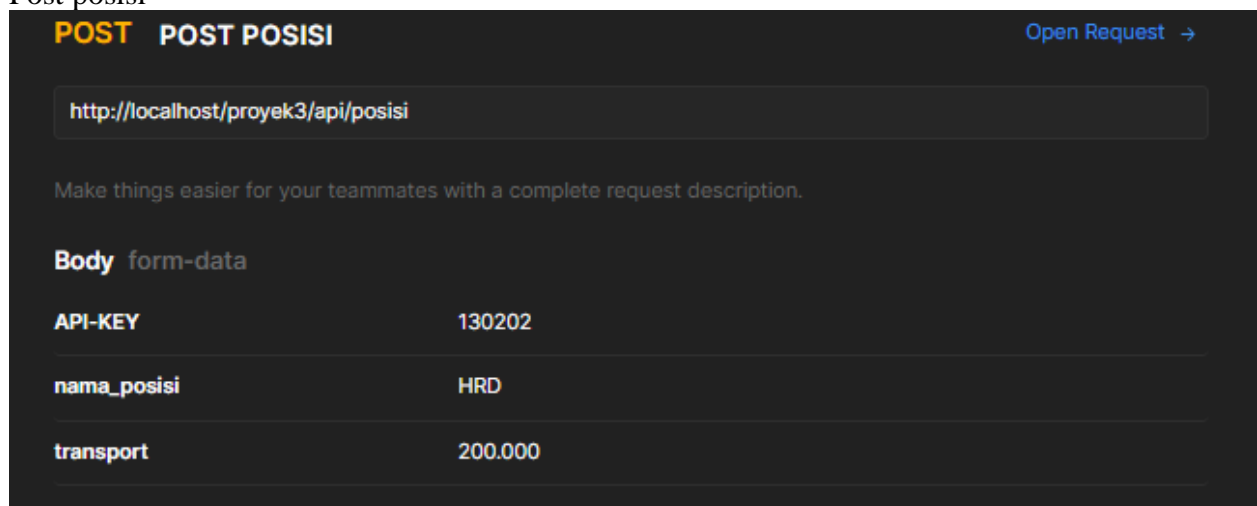 Post posisi
POST POST POSISI Open Request →
http://localhost/proyek3/api/posisi
Make things easier for your teammates with a complete request description.
Body form-data
API-KEY 130202
nama_posisi HRD
transport 200.000